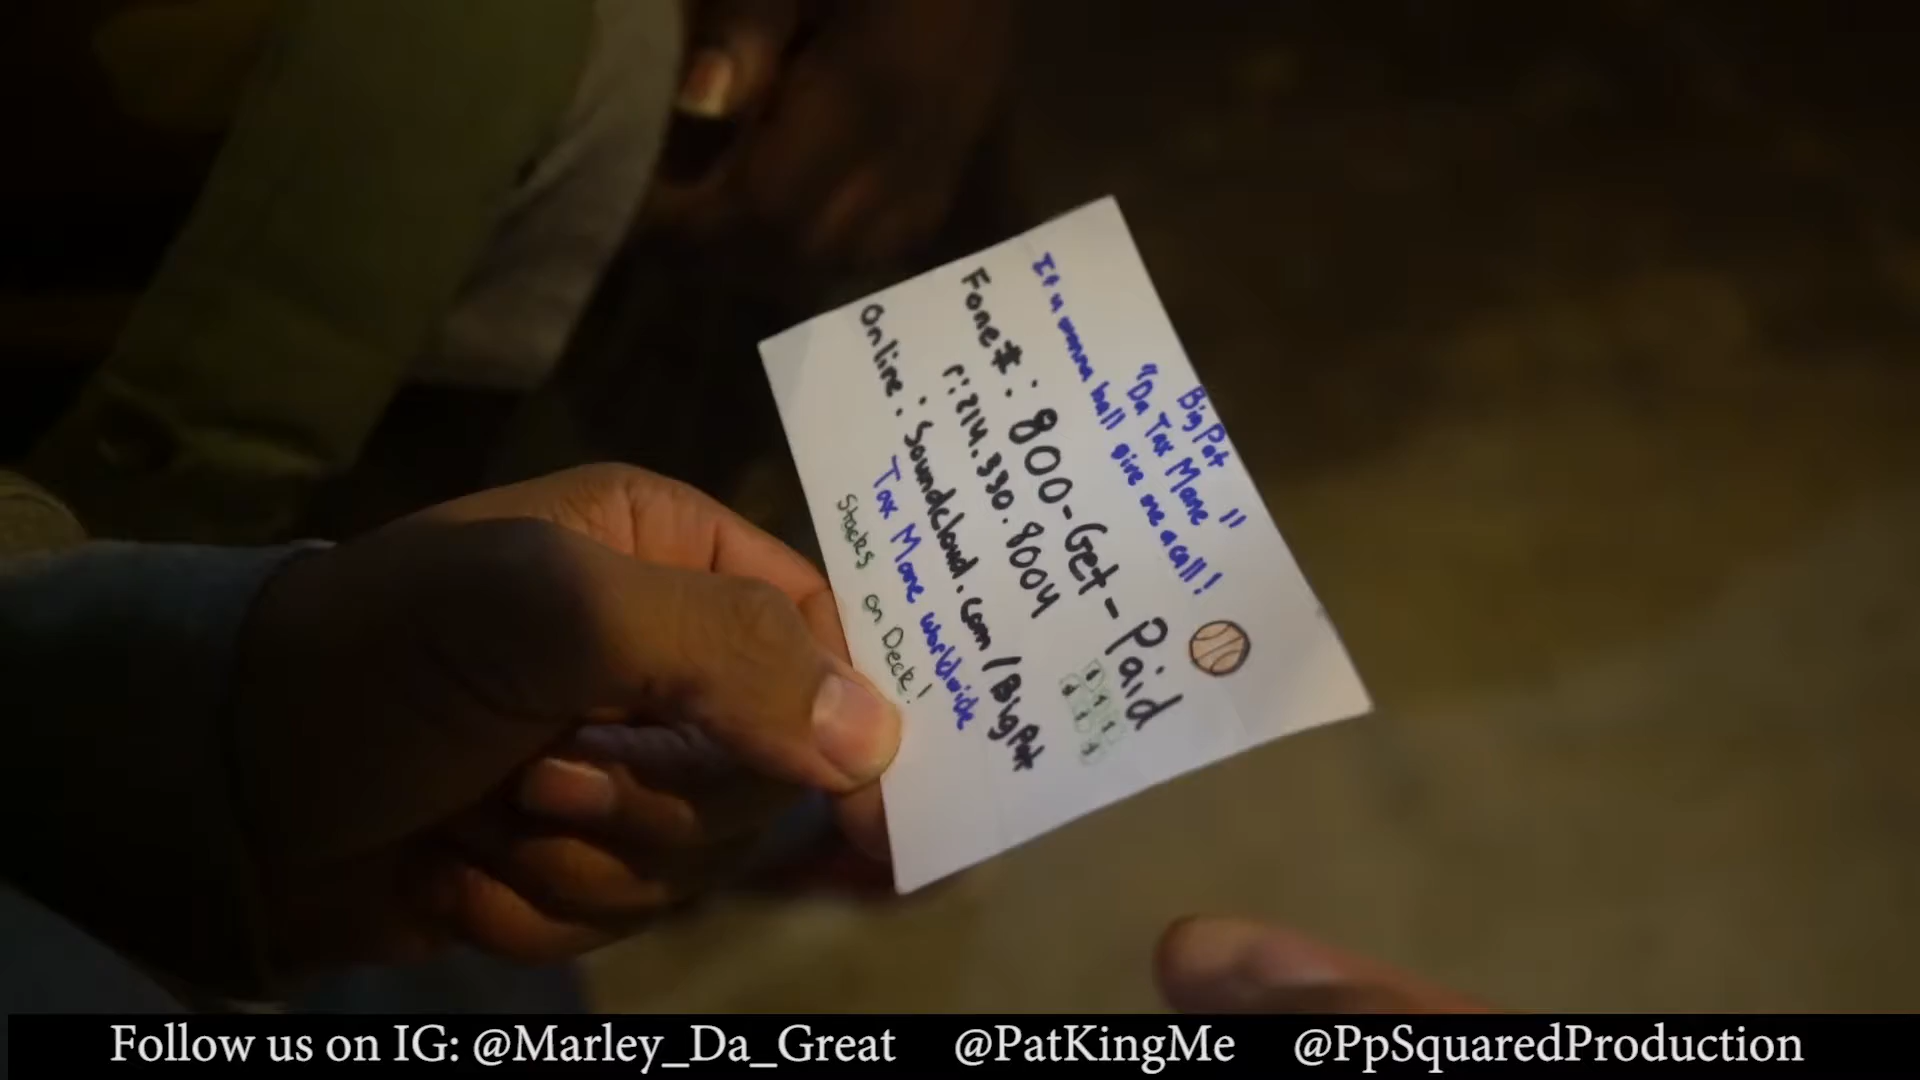 Big Pat
"Da Tax Mane"
If u wanna ball give me a call!
Fone#: 800-Get-Paid
r: 214.330.8004
Online: Soundcloud.com/BigPat
Tax Mane worldwide
Stacks on Deck!
Follow us on IG: @Marley_Da_Great @PatKingMe @PpSquaredProduction